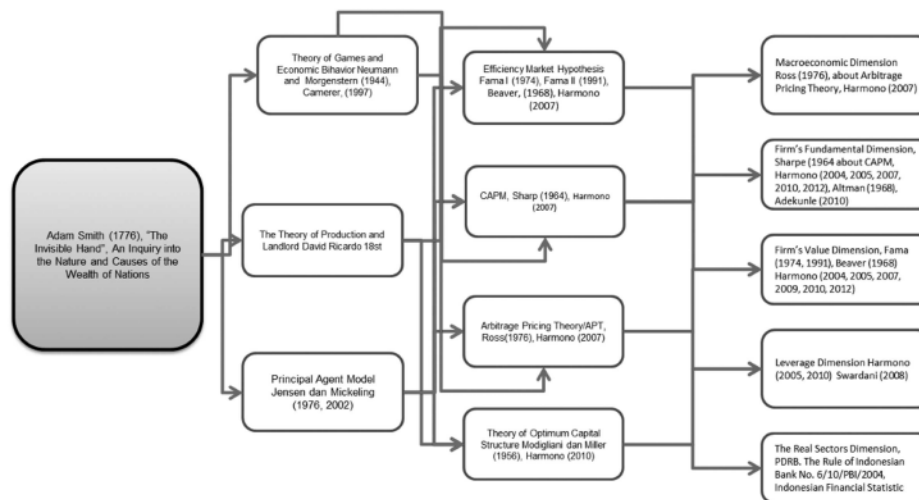 Adam Smith (1776), "The
Invisible Hand", An Inquiry into
the Nature and Causes of the
Wealth of Nations
Theory of Games and
Economic Bihavior Neumann
and Morgenstern (1944),
Camerer, (1997)
The Theory of Production and
Landlord David Ricardo 18st
Principal Agent Model
Jensen dan Mickeling
(1976, 2002)
Efficiency Market Hypothesis
Fama I (1974), Fama II (1991),
Beaver, (1968), Harmono
(2007)
CAPM, Sharp (1964), Harmono
(2007)
Arbitrage Pricing Theory/APT,
Ross(1976), Harmono (2007)
Theory of Optimum Capital
Structure Modigliani dan Miller
(1956), Harmono (2010)
Macroeconomic Dimension
Ross (1976), about Arbitrage
Pricing Theory, Harmono (2007)
Firm's Fundamental Dimension,
Sharpe (1964 about CAPM,
Harmono (2004, 2005, 2007,
2010, 2012), Altman (1968),
Adekunle (2010)
Firm's Value Dimension, Fama
(1974, 1991), Beaver (1968)
Harmono (2004, 2005, 2007,
2009, 2010, 2012)
Leverage Dimension Harmono
(2005, 2010) Swardani (2008)
The Real Sectors Dimension,
PDRB. The Rule of Indonesian
Bank No. 6/10/PBI/2004,
Indonesian Financial Statistic